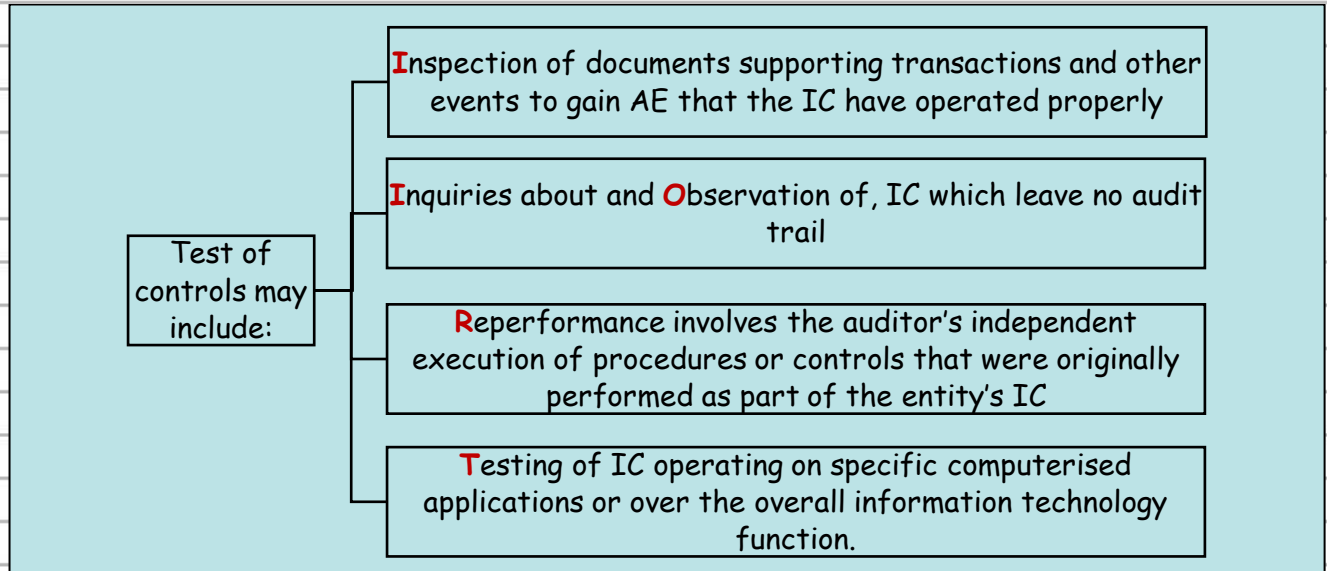 Inspection of documents supporting transactions and other
events to gain AE that the IC have operated properly
Inquiries about and Observation of, IC which leave no audit
trail
Test of
controls may
include:
Reperformance involves the auditor's independent
execution of procedures or controls that were originally
performed as part of the entity's IC
Testing of IC operating on specific computerised
applications or over the overall information technology
function.